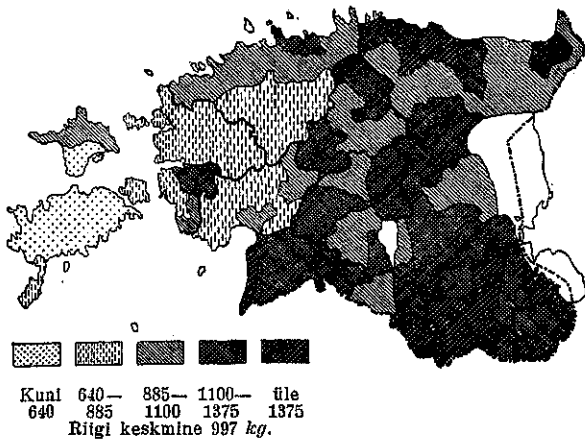 Kuni 640— 885— 1100— üle
640 885 1100 1375 1375
Riigi keskmine 997 kg.